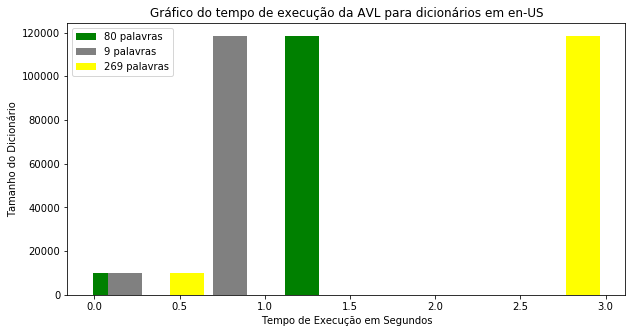 Gráfico do tempo de execução da AVL para dicionários em en-US
80 palavras
9 palavras
269 palavras
Tamanho do Dicionário
120000
100000
80000
60000
40000
20000
0
0.0 0.5 1.0 1.5 2.0 2.5 3.0
Tempo de Execução em Segundos